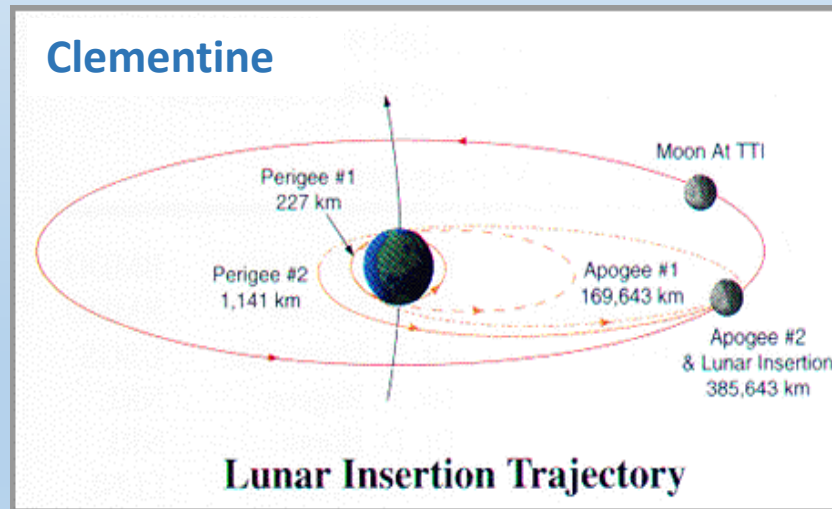 Clementine
Moon At TTI
Perigee #1
227 km
Perigee #2
1,141 km
Apogee #1
169,643 km
Apogee #2
& Lunar Insertion
385,643 km
Lunar Insertion Trajectory